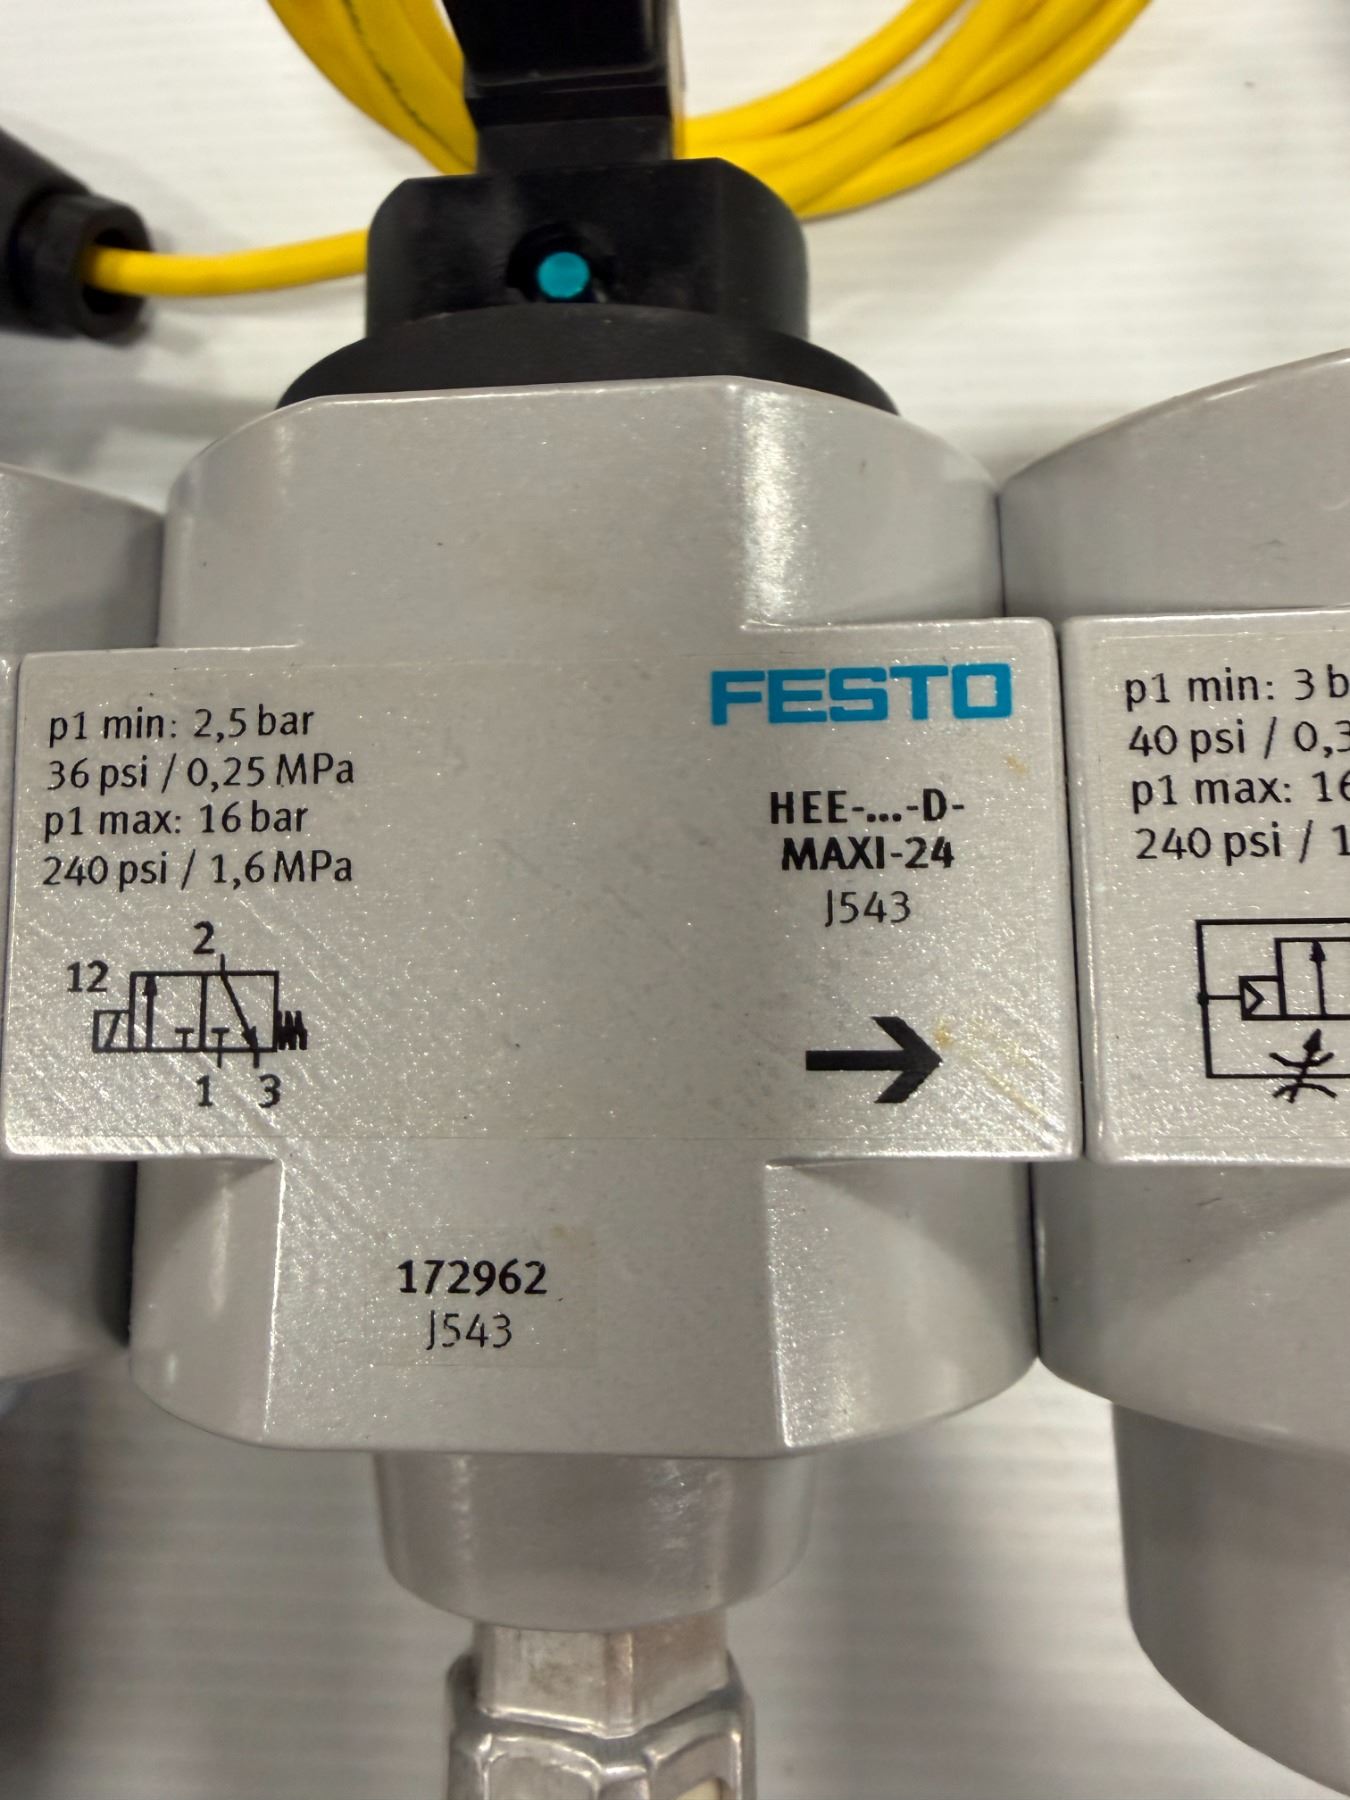 p1 min: 2,5 bar
36 psi / 0,25 MPa
p1 max: 16 bar
240 psi / 1,6 MPa
2
12
1 3
FESTO
HEE-...-D-
MAXI-24
J543
172962
J543
p1 min: 3 b
40 psi / 0,3
p1 max: 16
240 psi / 1